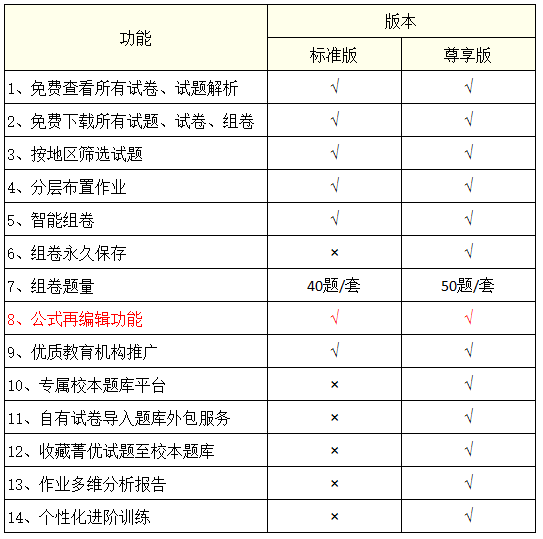 功能
版本
标准版 尊享版
1、免费查看所有试卷、试题解析 √ √
2、免费下载所有试题、试卷、组卷 √ √
3、按地区筛选试题 √ √
4、分层布置作业 √ √
5、智能组卷 √ √
6、组卷永久保存 × √
7、组卷题量 40题/套 50题/套
8、公式再编辑功能 √ √
9、优质教育机构推广 √ √
10、专属校本题库平台 × √
11、自有试卷导入题库外包服务 × √
12、收藏菁优试题至校本题库 × √
13、作业多维分析报告 × √
14、个性化进阶训练 × √